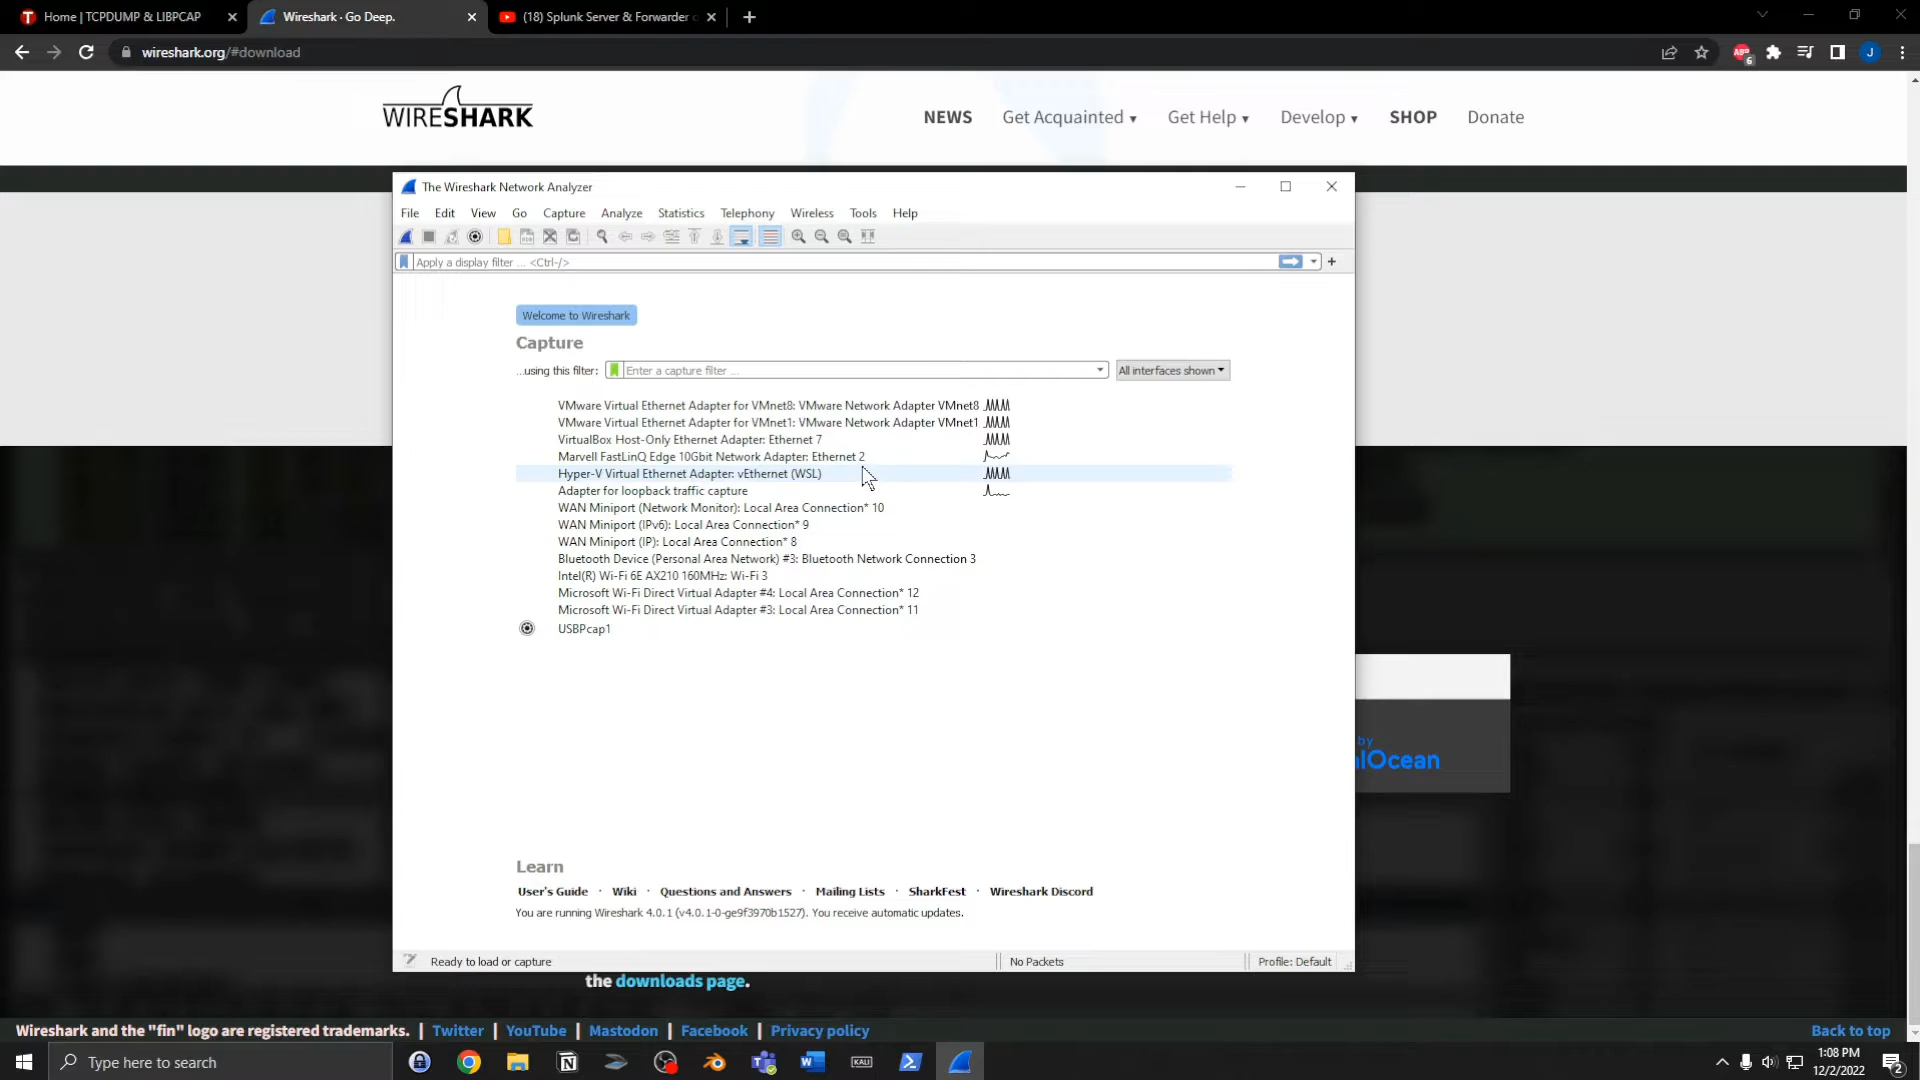 Home | TCPDUMP & LIBPCAP
Wireshark · Go Deep.
(18) Splunk Server & Forwarder
wireshark.org/#download
ABP
6
J
WIRESHARK
NEWS
Get Acquainted ▾
Get Help ▾
Develop ▾
SHOP
Donate
The Wireshark Network Analyzer
File Edit View Go Capture Analyze Statistics Telephony Wireless Tools Help
Apply a display filter ... <Ctrl-/>
Welcome to Wireshark
Capture
...using this filter:
Enter a capture filter ...
All interfaces shown
VMware Virtual Ethernet Adapter for VMnet8: VMware Network Adapter VMnet8
VMware Virtual Ethernet Adapter for VMnet1: VMware Network Adapter VMnet1
VirtualBox Host-Only Ethernet Adapter: Ethernet 7
Marvell FastLinQ Edge 10Gbit Network Adapter: Ethernet 2
Hyper-V Virtual Ethernet Adapter: vEthernet (WSL)
Adapter for loopback traffic capture
WAN Miniport (Network Monitor): Local Area Connection* 10
WAN Miniport (IPv6): Local Area Connection* 9
WAN Miniport (IP): Local Area Connection* 8
Bluetooth Device (Personal Area Network) #3: Bluetooth Network Connection 3
Intel(R) Wi-Fi 6E AX210 160MHz: Wi-Fi 3
Microsoft Wi-Fi Direct Virtual Adapter #4: Local Area Connection* 12
Microsoft Wi-Fi Direct Virtual Adapter #3: Local Area Connection* 11
USBPcap1
by
lOcean
Learn
User's Guide · Wiki · Questions and Answers · Mailing Lists · SharkFest · Wireshark Discord
You are running Wireshark 4.0.1 (v4.0.1-0-ge9f3970b1527). You receive automatic updates.
Ready to load or capture
No Packets
Profile: Default
the downloads page.
Wireshark and the "fin" logo are registered trademarks. | Twitter | YouTube | Mastodon | Facebook | Privacy policy
Back to top
Type here to search
KALI
1:08 PM
12/2/2022
2